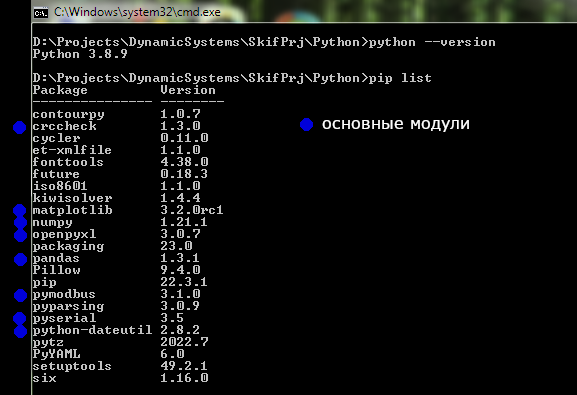 C:\Windows\system32\cmd.exe
D:\Projects\DynamicSystems\SkifPrj\Python>python --version
Python 3.8.9
D:\Projects\DynamicSystems\SkifPrj\Python>pip list
Package Version
--------------- --------
contourpy 1.0.7
crccheck 1.3.0
основные модули
cycler 0.11.0
et-xmlfile 1.1.0
fonttools 4.38.0
future 0.18.3
iso8601 1.1.0
kiwisolver 1.4.4
matplotlib 3.2.0rc1
numpy 1.21.1
openpyxl 3.0.7
packaging 23.0
pandas 1.3.1
Pillow 9.4.0
pip 22.3.1
pymodbus 3.1.0
pyparsing 3.0.9
pyserial 3.5
python-dateutil 2.8.2
pytz 2022.7
PyYAML 6.0
setuptools 49.2.1
six 1.16.0